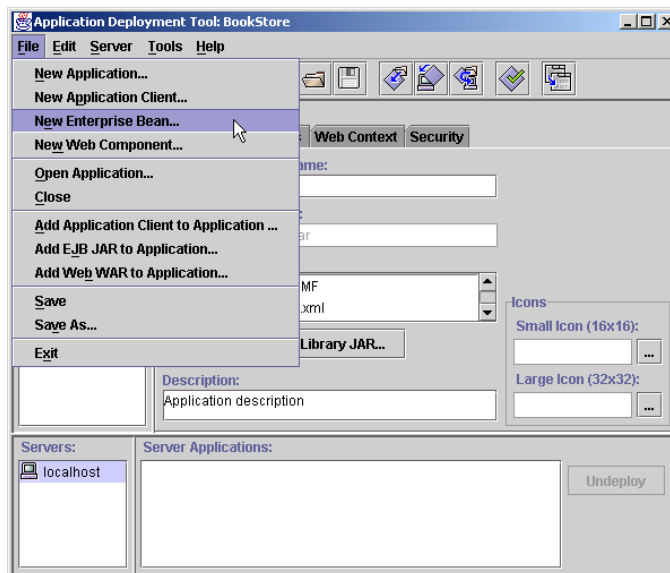 Application Deployment Tool: BookStore
File Edit Server Tools Help
New Application...
New Application Client...
New Enterprise Bean...
New Web Component...
Open Application...
Close
Add Application Client to Application ...
Add EJB JAR to Application...
Add Web WAR to Application...
Save
Save As...
Exit
Web Context Security
ame:
ar
MF
.xml
Library JAR...
Icons
Small Icon (16x16):
...
Large Icon (32x32):
...
Description:
Application description
Servers:
localhost
Server Applications:
Undeploy